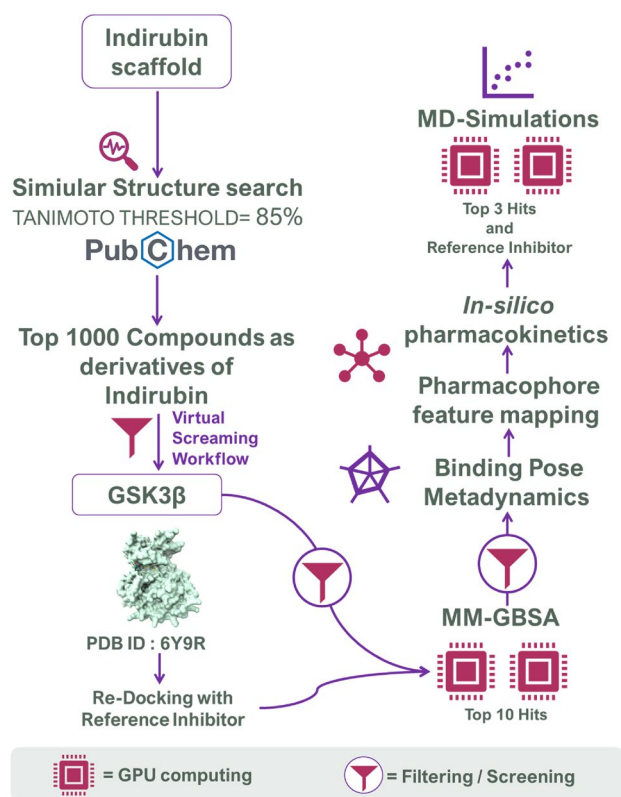 Indirubin
scaffold
Simiular Structure search
TANIMOTO THRESHOLD= 85%
PubChem
Top 1000 Compounds as
derivatives of
Indirubin
Virtual
Screaming
Workflow
GSK3β
PDB ID : 6Y9R
Re-Docking with
Reference Inhibitor
MD-Simulations
Top 3 Hits
and
Reference Inhibitor
In-silico
pharmacokinetics
Pharmacophore
feature mapping
Binding Pose
Metadynamics
MM-GBSA
Top 10 Hits
= GPU computing
= Filtering / Screening